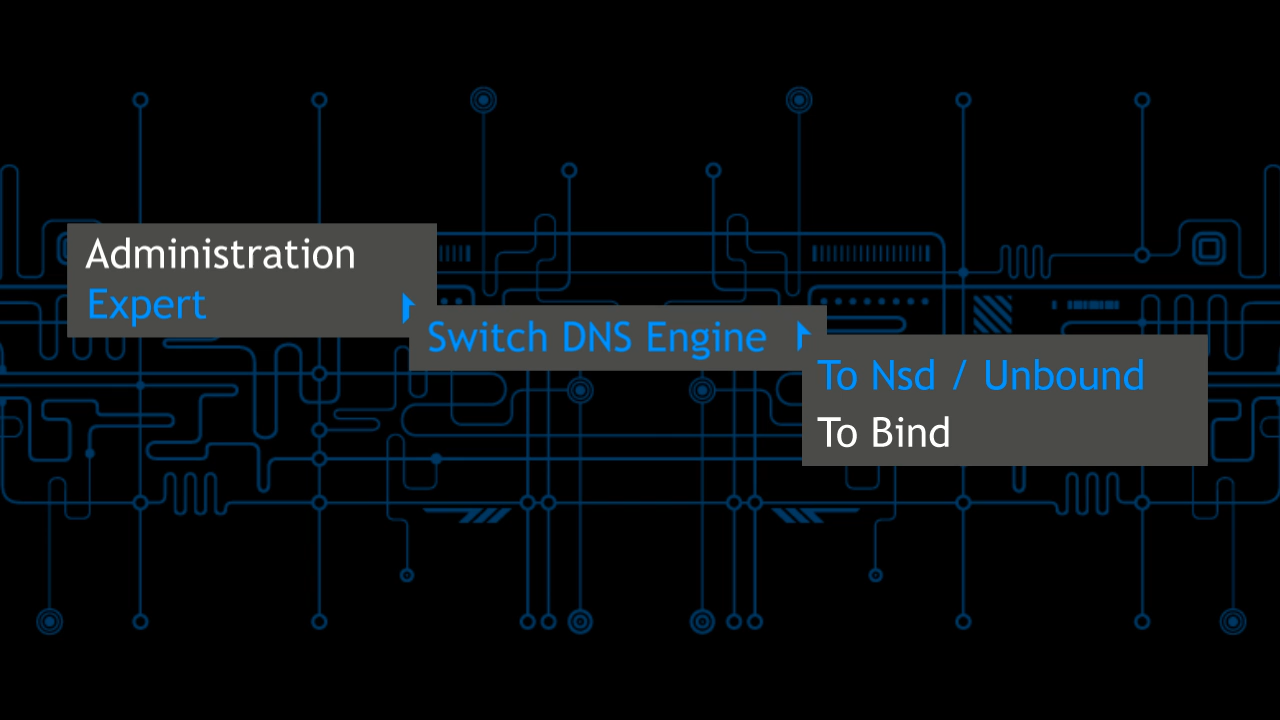 Administration
Expert
Switch DNS Engine
To Nsd / Unbound
To Bind